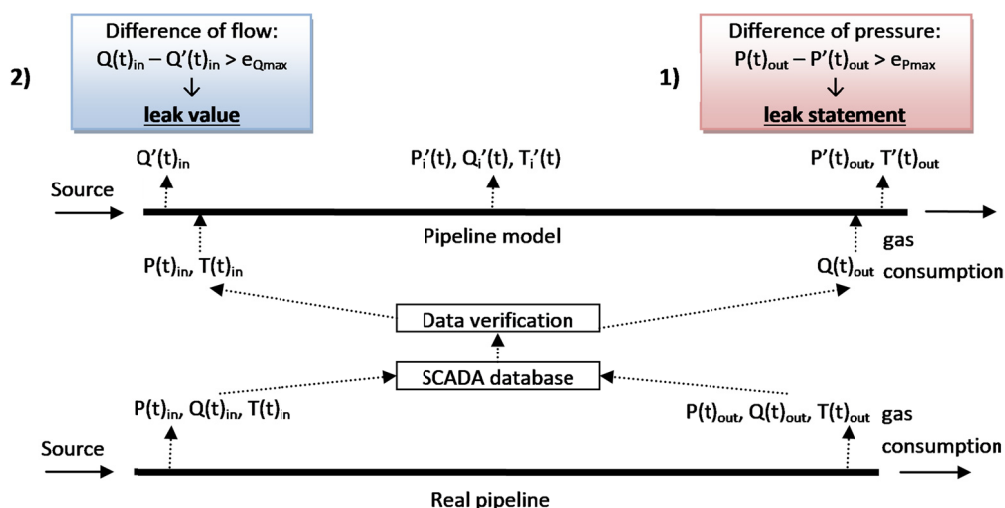 2)
Difference of flow:
Q(t)in – Q’(t)in > eQmax
↓
leak value
1)
Difference of pressure:
P(t)out – P’(t)out > ePmax
↓
leak statement
Q’(t)in
Pi’(t), Qi’(t), Ti’(t)
P’(t)out, T’(t)out
Source
Pipeline model
gas
consumption
P(t)in, T(t)in
Q(t)out
Data verification
SCADA database
P(t)in, Q(t)in, T(t)in
P(t)out, Q(t)out, T(t)out
gas
consumption
Source
Real pipeline